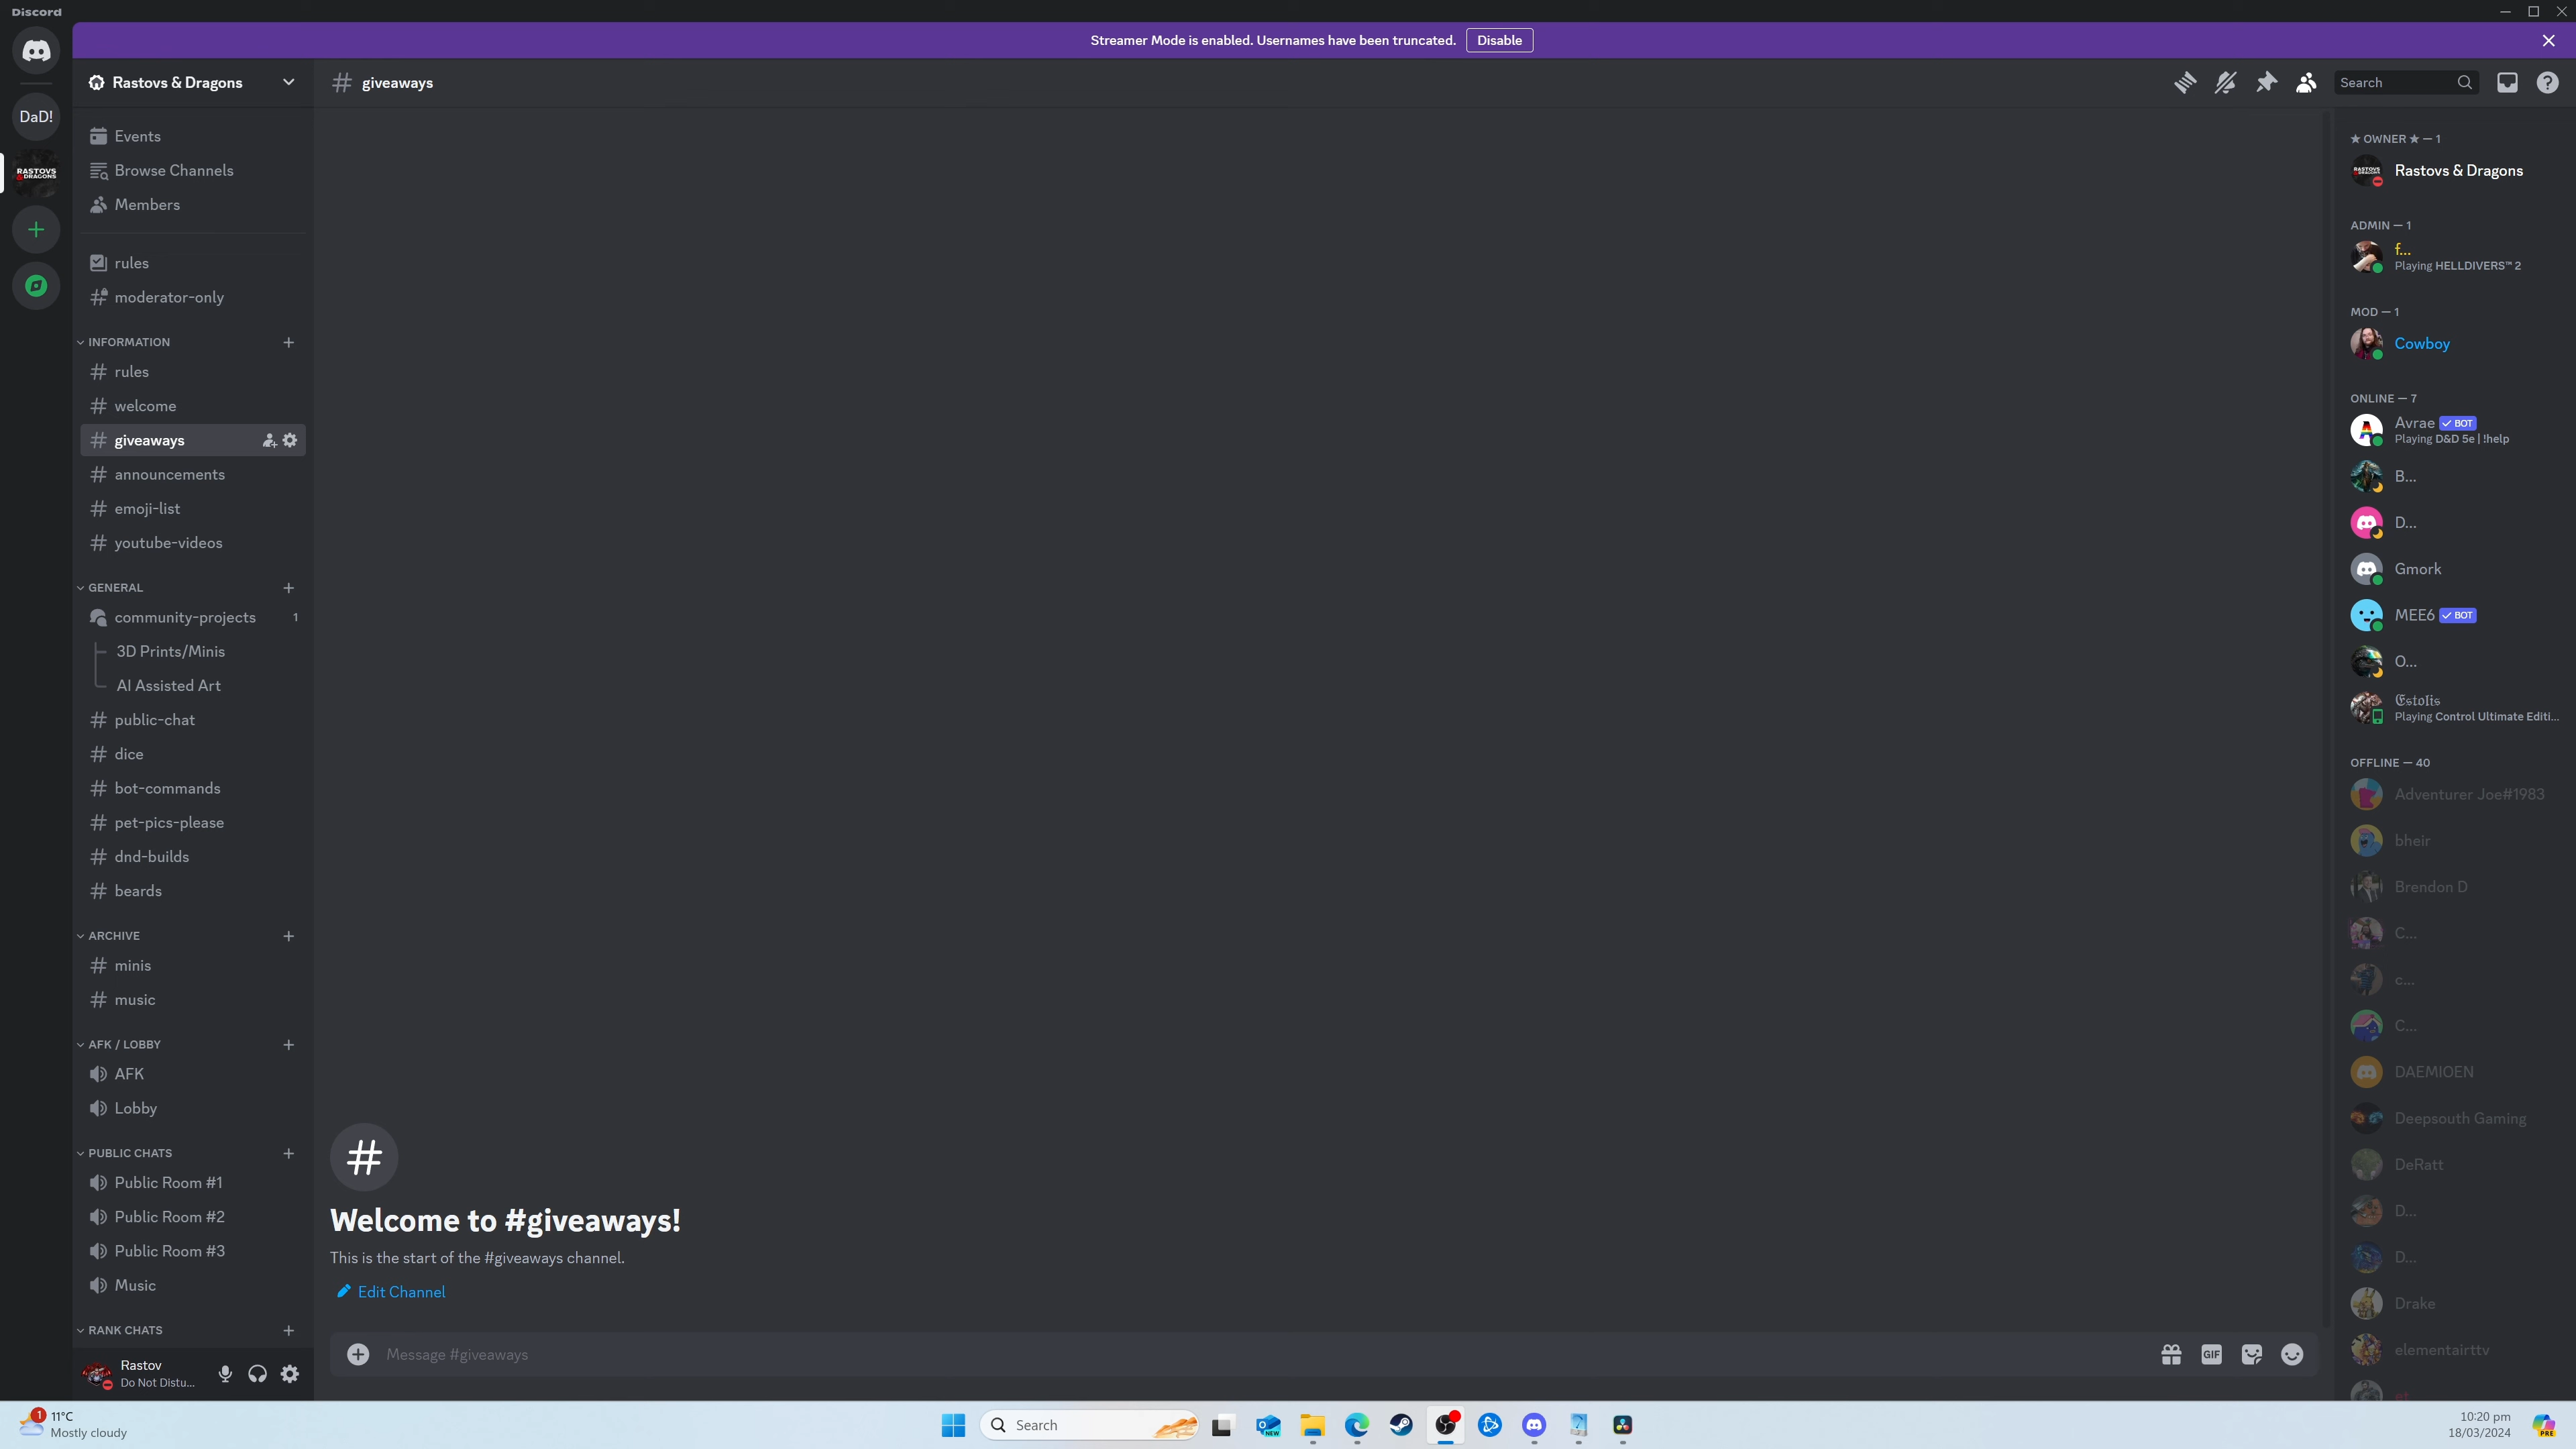 Discord
Streamer Mode is enabled. Usernames have been truncated. Disable
DaD!
RASTOVS
& DRAGONS
Rastovs & Dragons
Events
Browse Channels
Members
rules
moderator-only
INFORMATION
rules
welcome
giveaways
announcements
emoji-list
youtube-videos
GENERAL
community-projects 1
3D Prints/Minis
AI Assisted Art
public-chat
dice
bot-commands
pet-pics-please
dnd-builds
beards
ARCHIVE
minis
music
AFK / LOBBY
AFK
Lobby
PUBLIC CHATS
Public Room #1
Public Room #2
Public Room #3
Music
RANK CHATS
Rastov
Do Not Distu...
giveaways
Search
Welcome to #giveaways!
This is the start of the #giveaways channel.
Edit Channel
Message #giveaways
GIF
★ OWNER ★ — 1
Rastovs & Dragons
ADMIN — 1
f...
Playing HELLDIVERS™ 2
MOD — 1
Cowboy
ONLINE — 7
Avrae BOT
Playing D&D 5e | !help
B...
D...
Gmork
MEE6 BOT
O...
𝕰𝖘𝖙𝖔𝖑𝖎𝖘
Playing Control Ultimate Editi...
OFFLINE — 40
Adventurer Joe#1983
bheir
Brendon D
C...
c...
C...
DAEMIOEN
Deepsouth Gaming
DeRatt
D...
D...
Drake
elementairttv
1
11°C
Mostly cloudy
Search
NEW
10:20 pm
18/03/2024
PRE